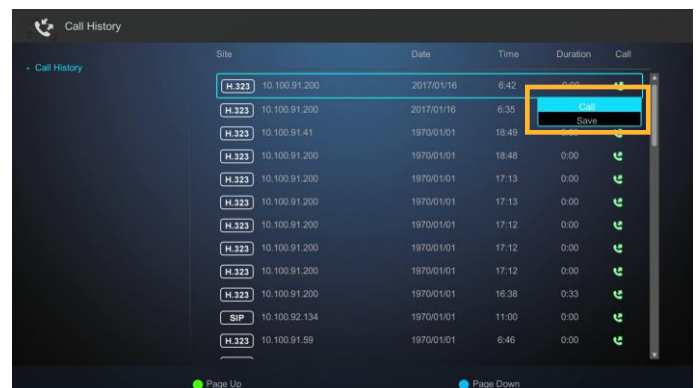 Call History
Site Date Time Duration Call
Call History
H.323 10.100.91.200 2017/01/16 6:42 0:00
H.323 10.100.91.200 2017/01/16 6:35
Call
Save
H.323 10.100.91.41 1970/01/01 18:49
H.323 10.100.91.200 1970/01/01 18:48 0:00
H.323 10.100.91.200 1970/01/01 17:13 0:00
H.323 10.100.91.200 1970/01/01 17:13 0:00
H.323 10.100.91.200 1970/01/01 17:12 0:00
H.323 10.100.91.200 1970/01/01 17:12 0:00
H.323 10.100.91.200 1970/01/01 17:12 0:00
H.323 10.100.91.200 1970/01/01 16:38 0:33
SIP 10.100.92.134 1970/01/01 11:00 0:00
H.323 10.100.91.59 1970/01/01 6:46 0:00
Page Up Page Down